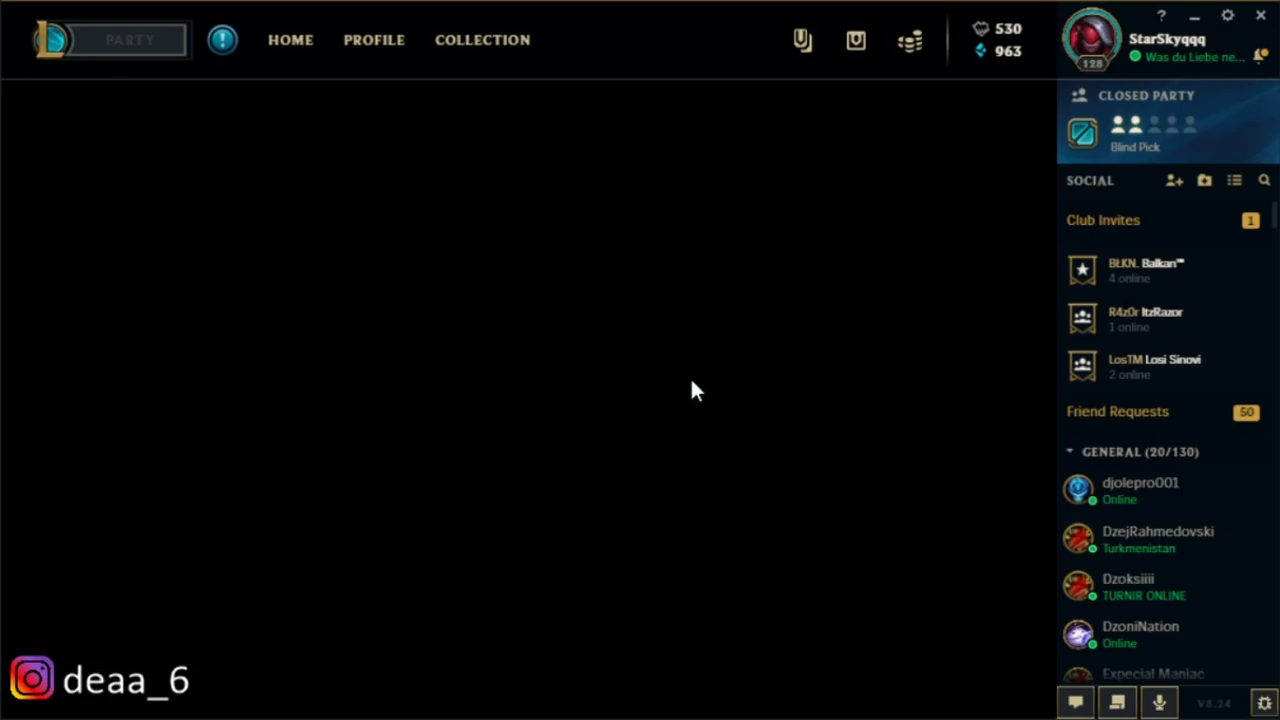 PARTY
HOME
PROFILE
COLLECTION
530
963
?
StarSkyqqq
Was du Liebe ne...
128
CLOSED PARTY
Blind Pick
SOCIAL
Club Invites
1
BŁKN. Balkan™
4 online
R4z0r ItzRazor
1 online
LosTM Losi Sinovi
2 online
Friend Requests
50
GENERAL (20/130)
djolepro001
Online
DzejRahmedovski
Turkmenistan
Dzoksiiii
TURNIR ONLINE
DzoniNation
Online
Expecial Maniac
V8.24
deaa_6